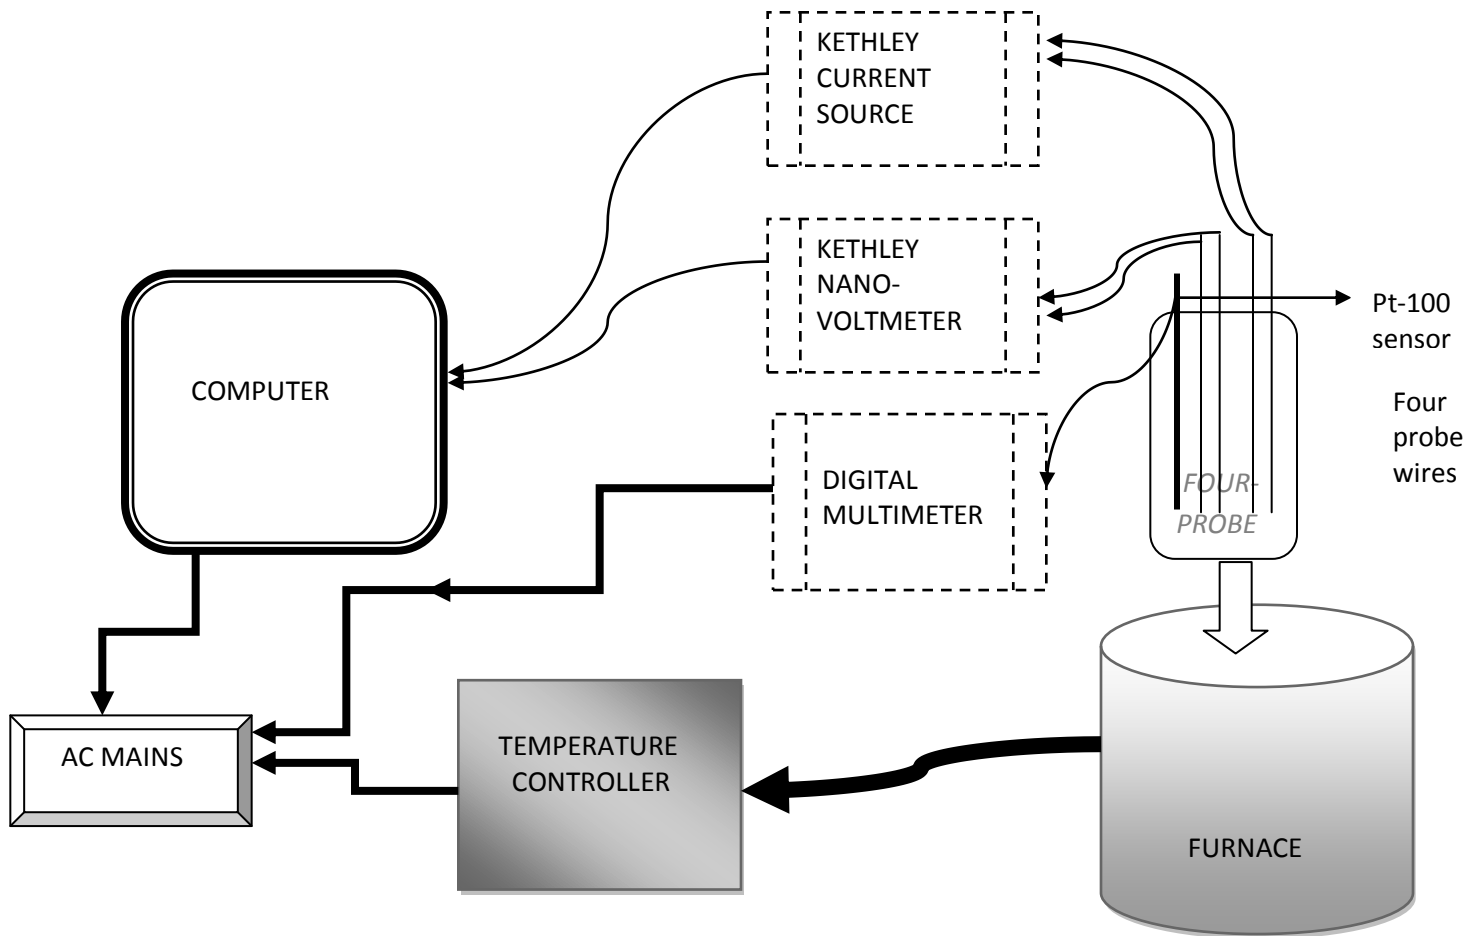 KETHLEY
CURRENT
SOURCE
KETHLEY
NANO-
VOLTMETER
Pt-100
sensor
COMPUTER
Four
probe
wires
DIGITAL
MULTIMETER
FOUR-
PROBE
AC MAINS
TEMPERATURE
CONTROLLER
FURNACE